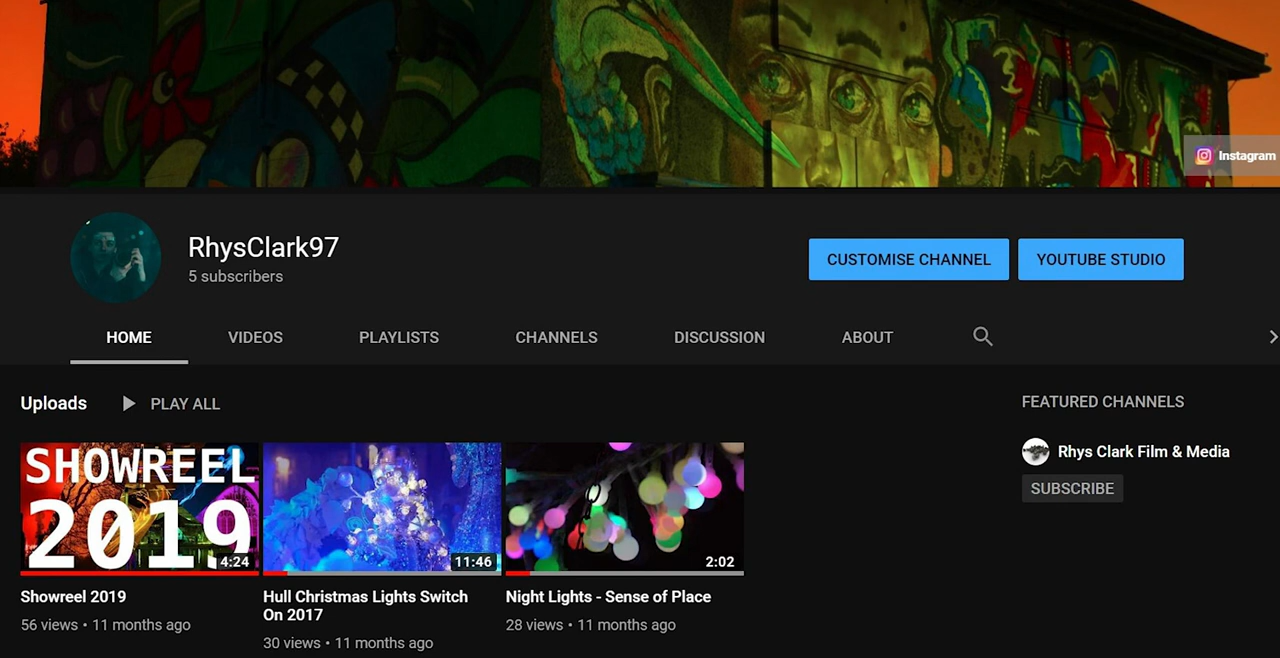 Instagram
RhysClark97
5 subscribers
CUSTOMISE CHANNEL
YOUTUBE STUDIO
HOME
VIDEOS
PLAYLISTS
CHANNELS
DISCUSSION
ABOUT
Uploads
PLAY ALL
FEATURED CHANNELS
Rhys Clark Film & Media
SUBSCRIBE
SHOWREEL
2019
4:24
11:46
2:02
Showreel 2019
56 views • 11 months ago
Hull Christmas Lights Switch
On 2017
30 views • 11 months ago
Night Lights - Sense of Place
28 views • 11 months ago